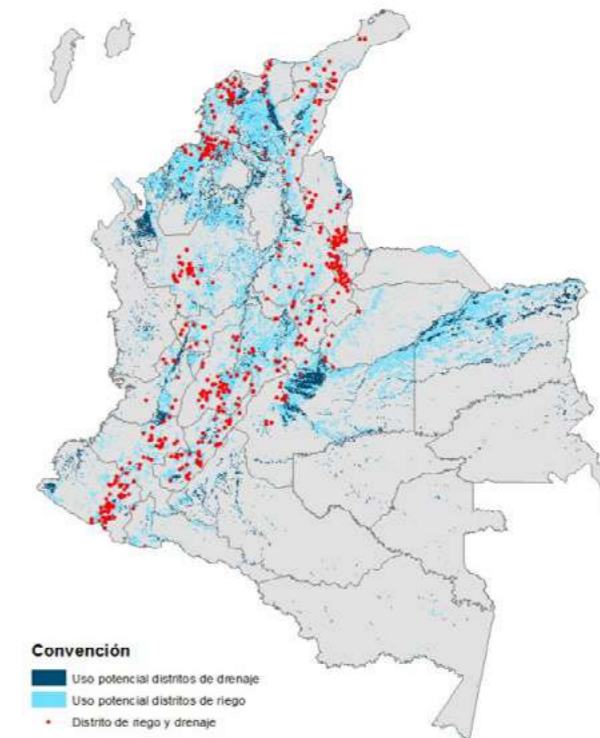 Convención
Uso potencial distritos de drenaje
Uso potencial distritos de riego
Distrito de riego y drenaje